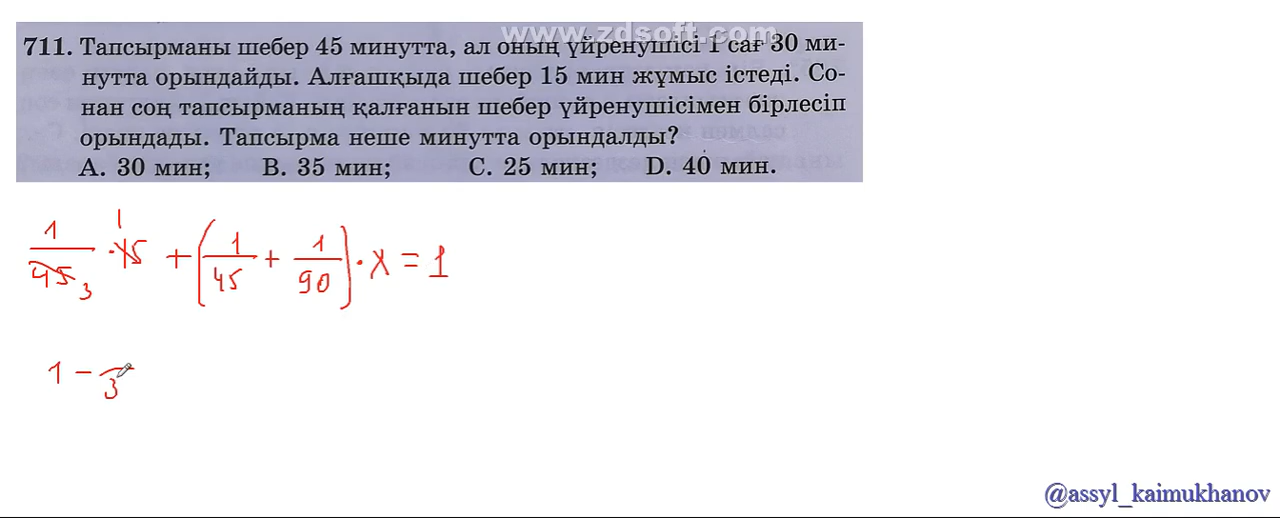 www.zdsoft.com
711. Тапсырманы шебер 45 минутта, ал оның үйренушісі 1 сағ 30 ми-
нутта орындайды. Алғашқыда шебер 15 мин жұмыс істеді. Со-
нан соң тапсырманың қалғанын шебер үйренушісімен бірлесіп
орындады. Тапсырма неше минутта орындалды?
A. 30 мин; B. 35 мин; C. 25 мин; D. 40 мин.
1/45 3 · 15 1 + (1/45 + 1/90) · x = 1
1 - /3
@assyl_kaimukhanov